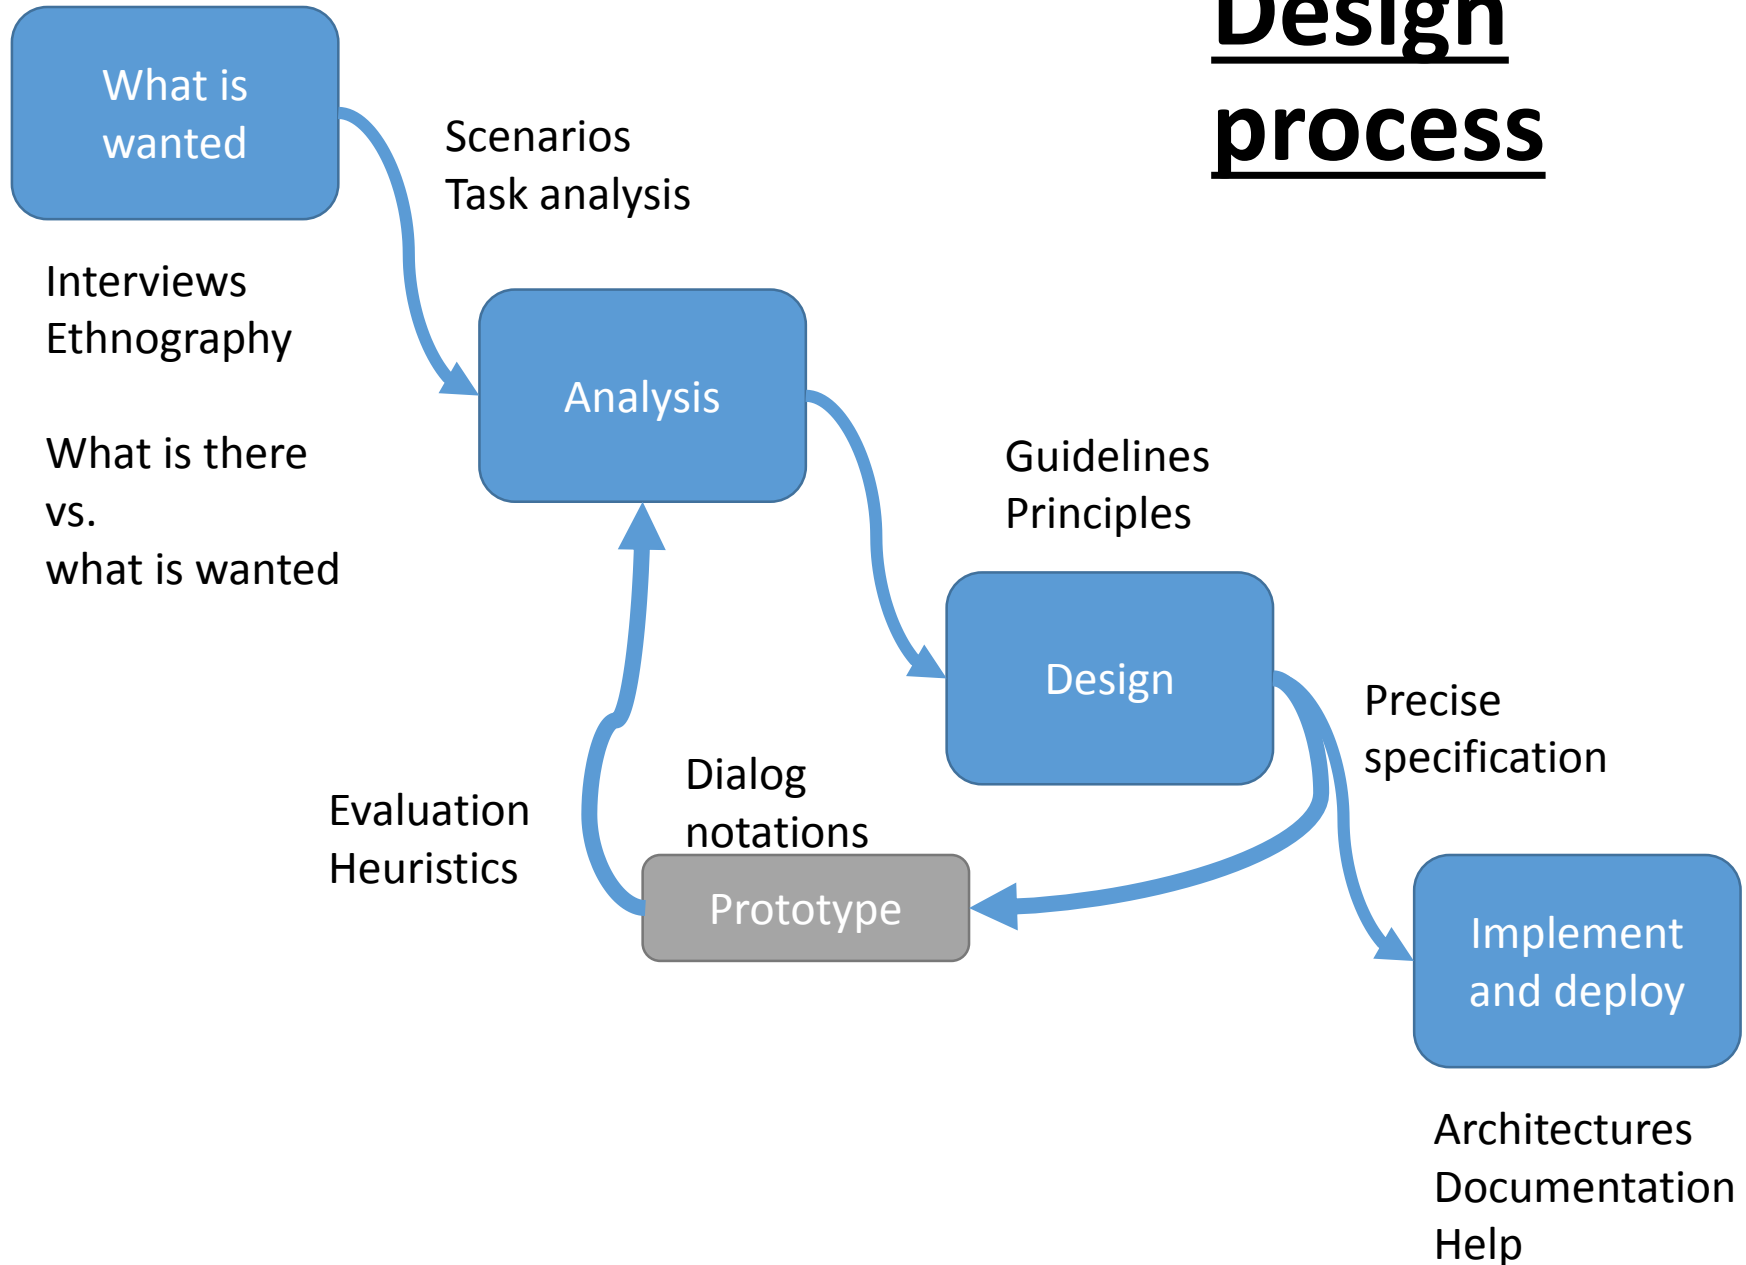 Design
process
What is
wanted
Scenarios
Task analysis
Interviews
Ethnography
What is there
vs.
what is wanted
Analysis
Guidelines
Principles
Design
Precise
specification
Dialog
notations
Evaluation
Heuristics
Prototype
Implement
and deploy
Architectures
Documentation
Help